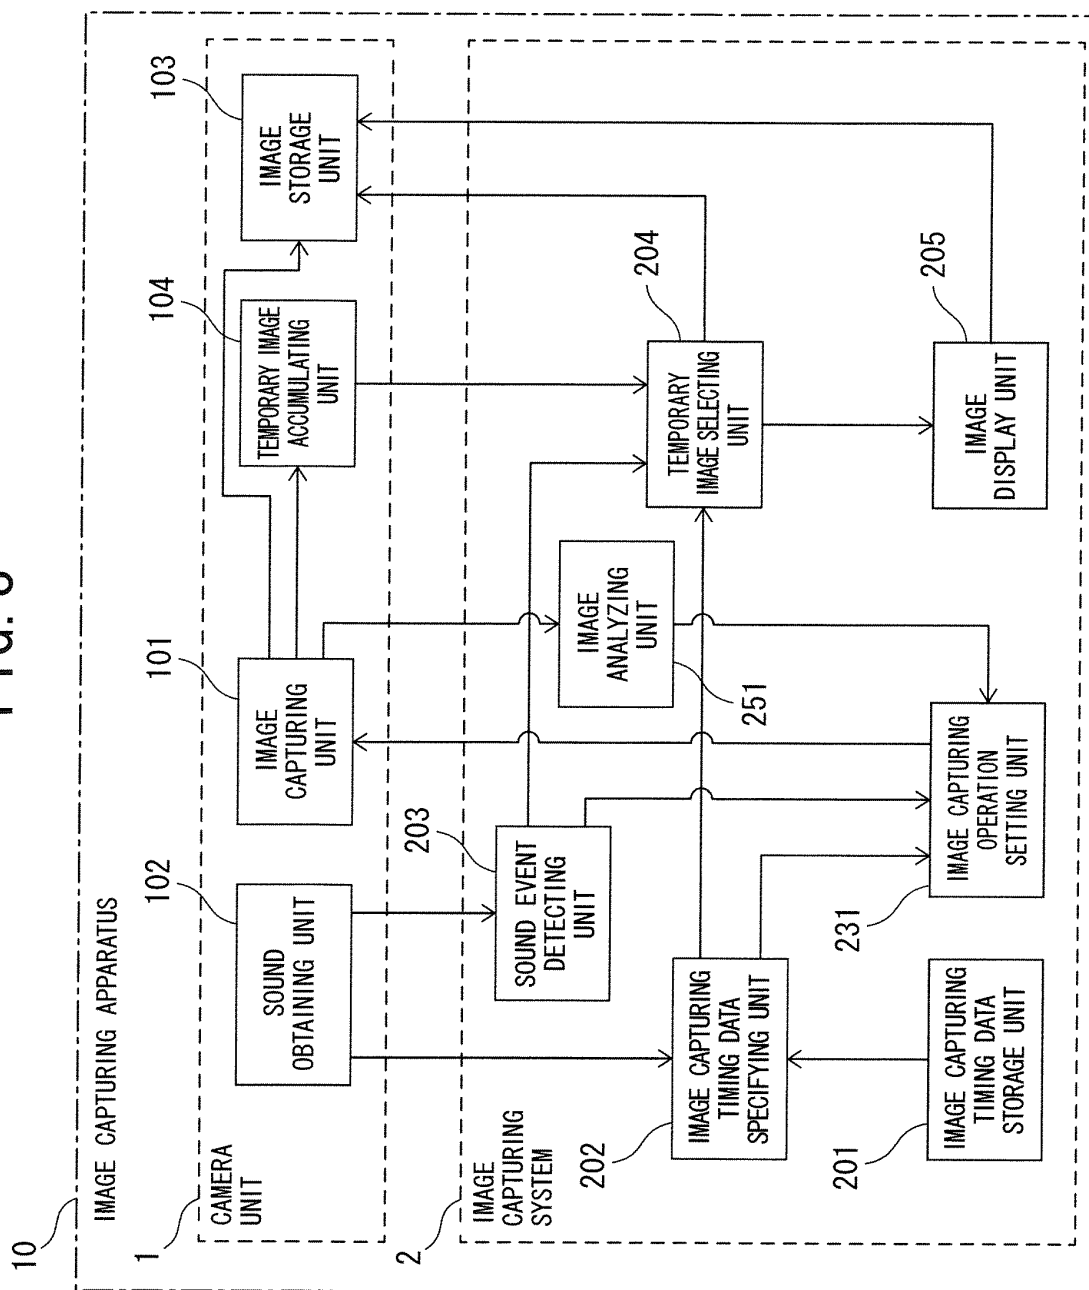 10
IMAGE CAPTURING APPARATUS
1
CAMERA
UNIT
102
SOUND
OBTAINING UNIT
101
IMAGE
CAPTURING
UNIT
104
TEMPORARY IMAGE
ACCUMULATING
UNIT
103
IMAGE
STORAGE
UNIT
2
IMAGE
CAPTURING
SYSTEM
203
SOUND EVENT
DETECTING
UNIT
IMAGE
ANALYZING
UNIT
251
204
TEMPORARY
IMAGE SELECTING
UNIT
202
IMAGE CAPTURING
TIMING DATA
SPECIFYING UNIT
201
IMAGE CAPTURING
TIMING DATA
STORAGE UNIT
231
IMAGE CAPTURING
OPERATION
SETTING UNIT
205
IMAGE
DISPLAY UNIT